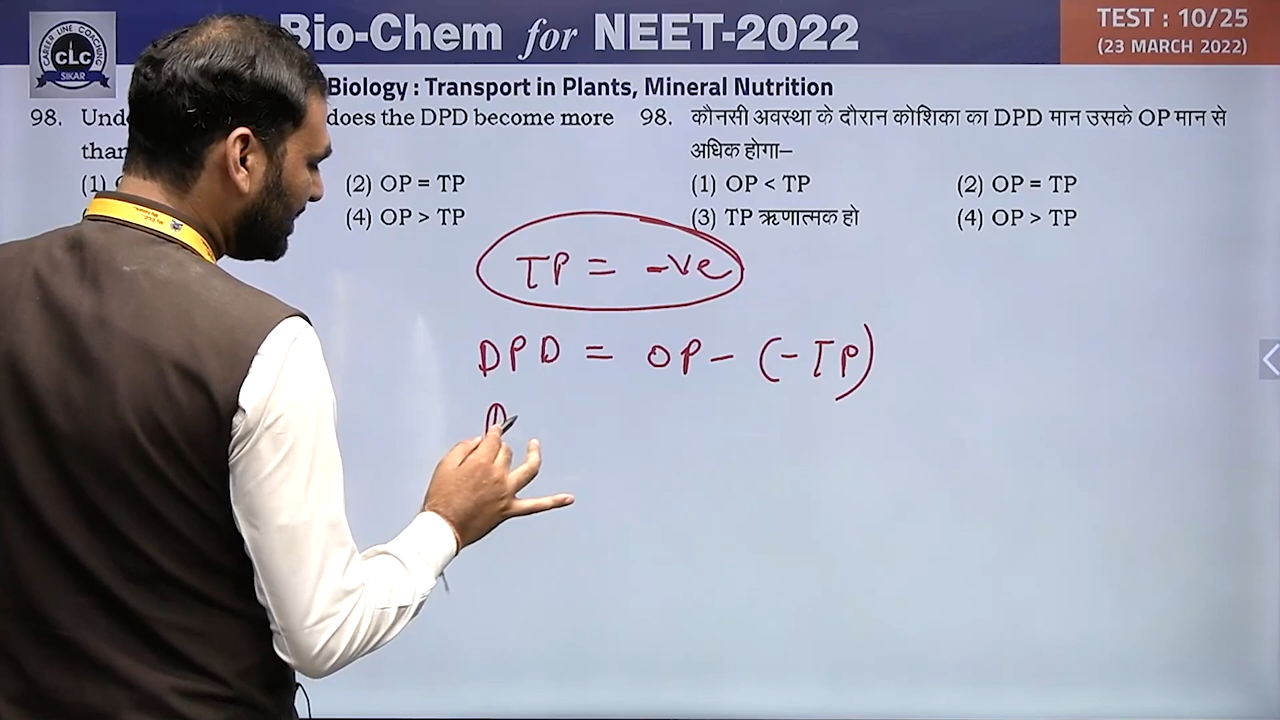 Bio-Chem for NEET-2022
TEST : 10/25
(23 MARCH 2022)
CAREER LINE COACHING
CLC
SIKAR
Biology : Transport in Plants, Mineral Nutrition
98. does the DPD become more
(1)
(2) OP = TP
(4) OP > TP
98. कौनसी अवस्था के दौरान कोशिका का DPD मान उसके OP मान से
अधिक होगा–
(1) OP < TP
(2) OP = TP
(3) TP ऋणात्मक हो
(4) OP > TP
TP = -ve
DPD = OP - (-TP)